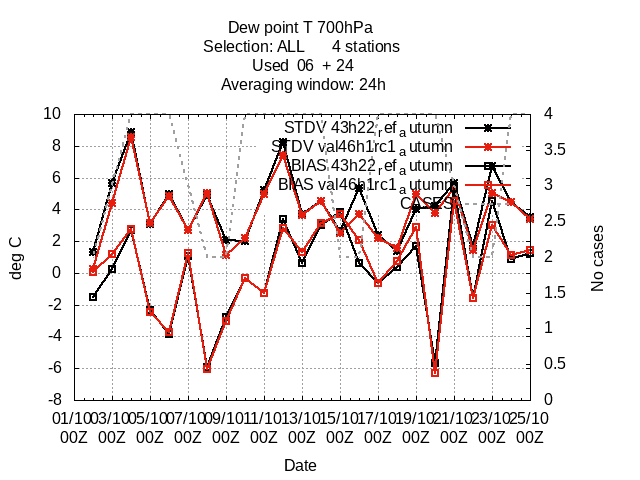 Dew point T 700hPa
Selection: ALL 4 stations
Used 06 + 24
Averaging window: 24h
10
8
6
4
2
0
-2
-4
-6
-8
deg C
STDV 43h22refautumn
STDV val46h1rc1autumn
BIAS 43h22refautumn
BIAS val46h1rc1autumn
CASES
4
3.5
3
2.5
2
1.5
1
0.5
0
No cases
01/10 03/10 05/10 07/10 09/10 11/10 13/10 15/10 17/10 19/10 21/10 23/10 25/10
00Z 00Z 00Z 00Z 00Z 00Z 00Z 00Z 00Z 00Z 00Z 00Z 00Z
Date